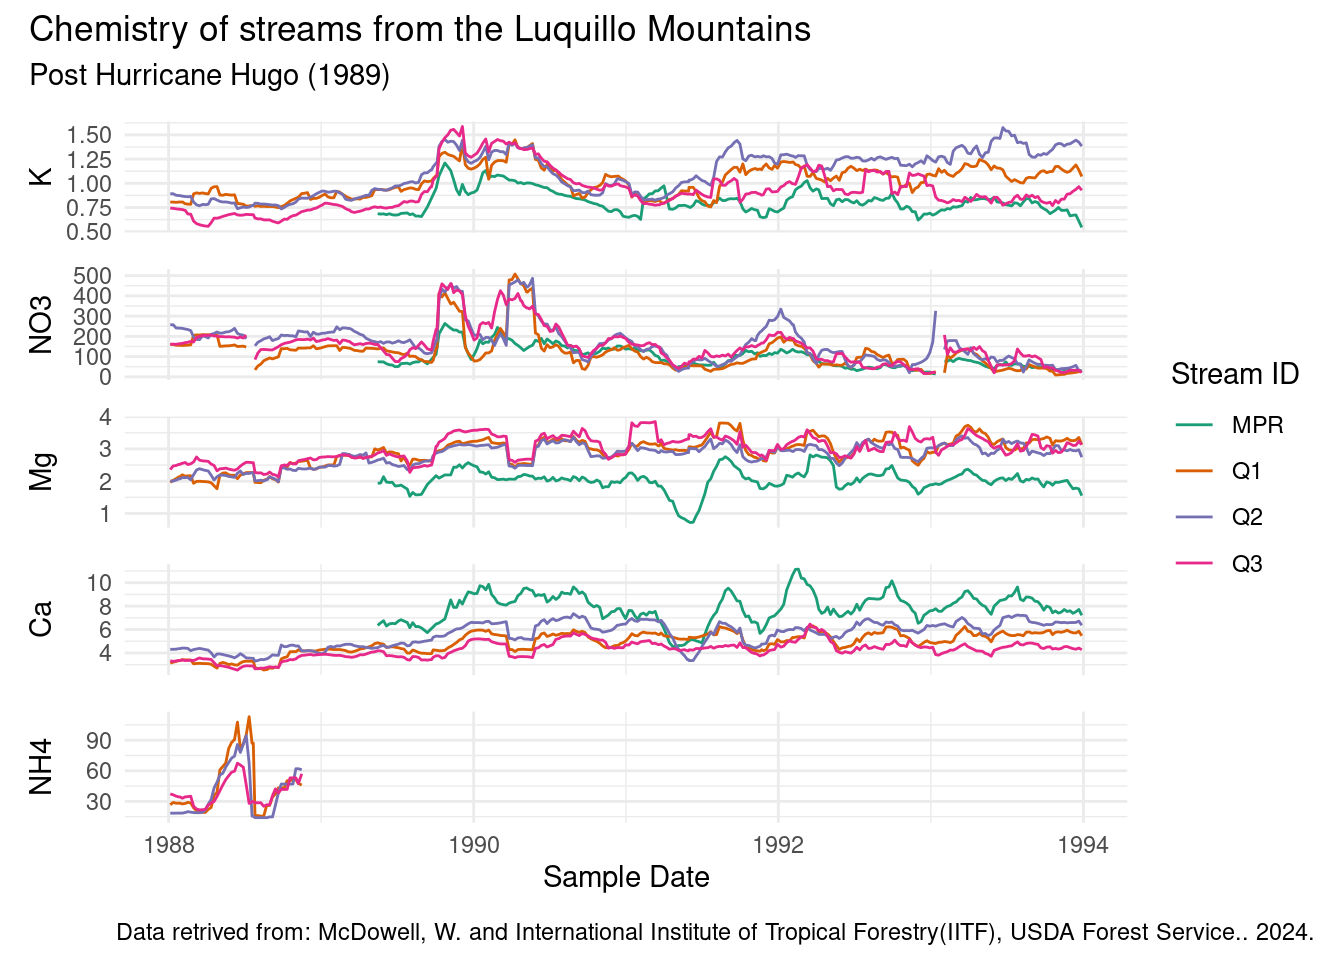 Chemistry of streams from the Luquillo Mountains
Post Hurricane Hugo (1989)
K
1.50
1.25
1.00
0.75
0.50
NO3
500
400
300
200
100
0
Mg
4
3
2
1
Ca
10
8
6
4
NH4
90
60
30
1988 1990 1992 1994
Sample Date
Stream ID
MPR
Q1
Q2
Q3
Data retrived from: McDowell, W. and International Institute of Tropical Forestry(IITF), USDA Forest Service.. 2024.